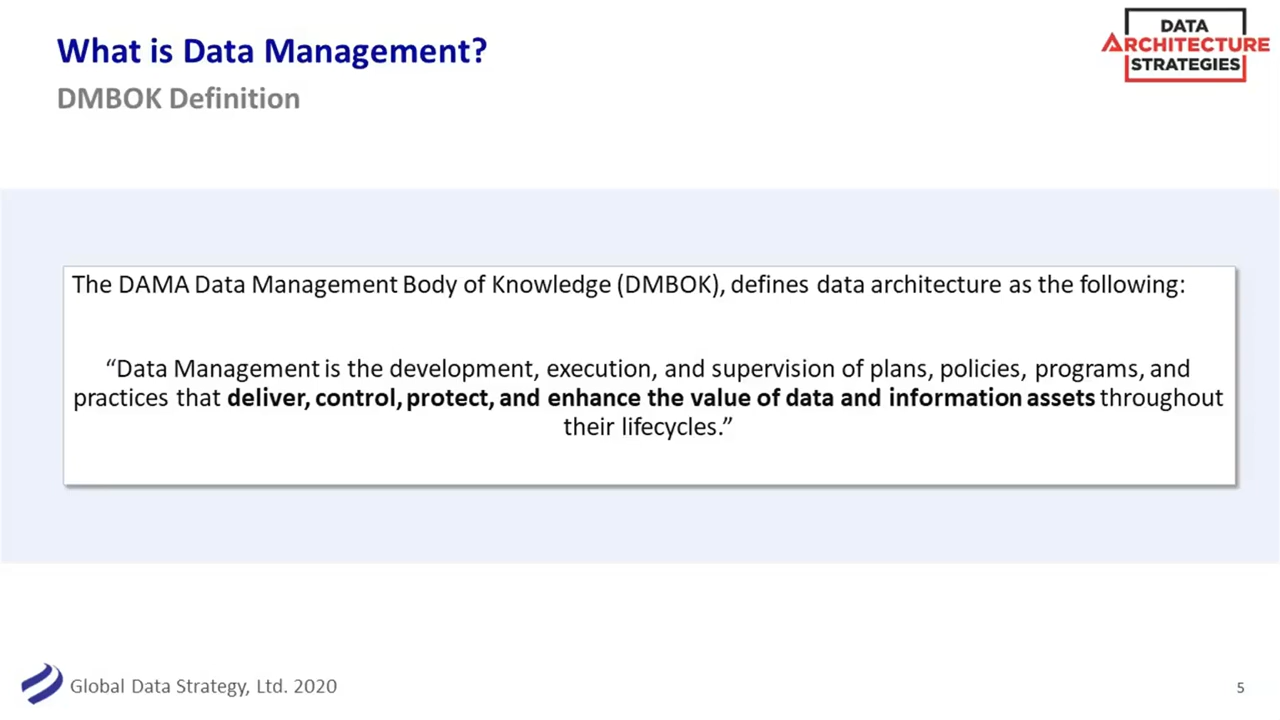 What is Data Management?
DMBOK Definition
DATA
ARCHITECTURE
STRATEGIES
The DAMA Data Management Body of Knowledge (DMBOK), defines data architecture as the following:
“Data Management is the development, execution, and supervision of plans, policies, programs, and
practices that deliver, control, protect, and enhance the value of data and information assets throughout
their lifecycles.”
Global Data Strategy, Ltd. 2020
5